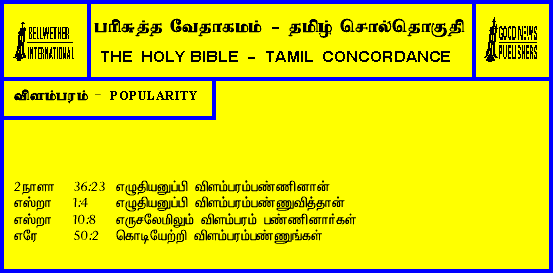 BELLWETHER
INTERNATIONAL
பரிசுத்த வேதாகமம் - தமிழ் சொல்தொகுதி
THE HOLY BIBLE - TAMIL CONCORDANCE
GOOD NEWS
PUBLISHERS
விளம்பரம் - POPULARITY
2நாளா 36:23 எழுதியனுப்பி விளம்பரம்பண்ணினான்
எஸ்றா 1:4 எழுதியனுப்பி விளம்பரம்பண்ணுவித்தான்
எஸ்றா 10:8 எருசலேமிலும் விளம்பரம் பண்ணினார்கள்
எரே 50:2 கொடியேற்றி விளம்பரம்பண்ணுங்கள்